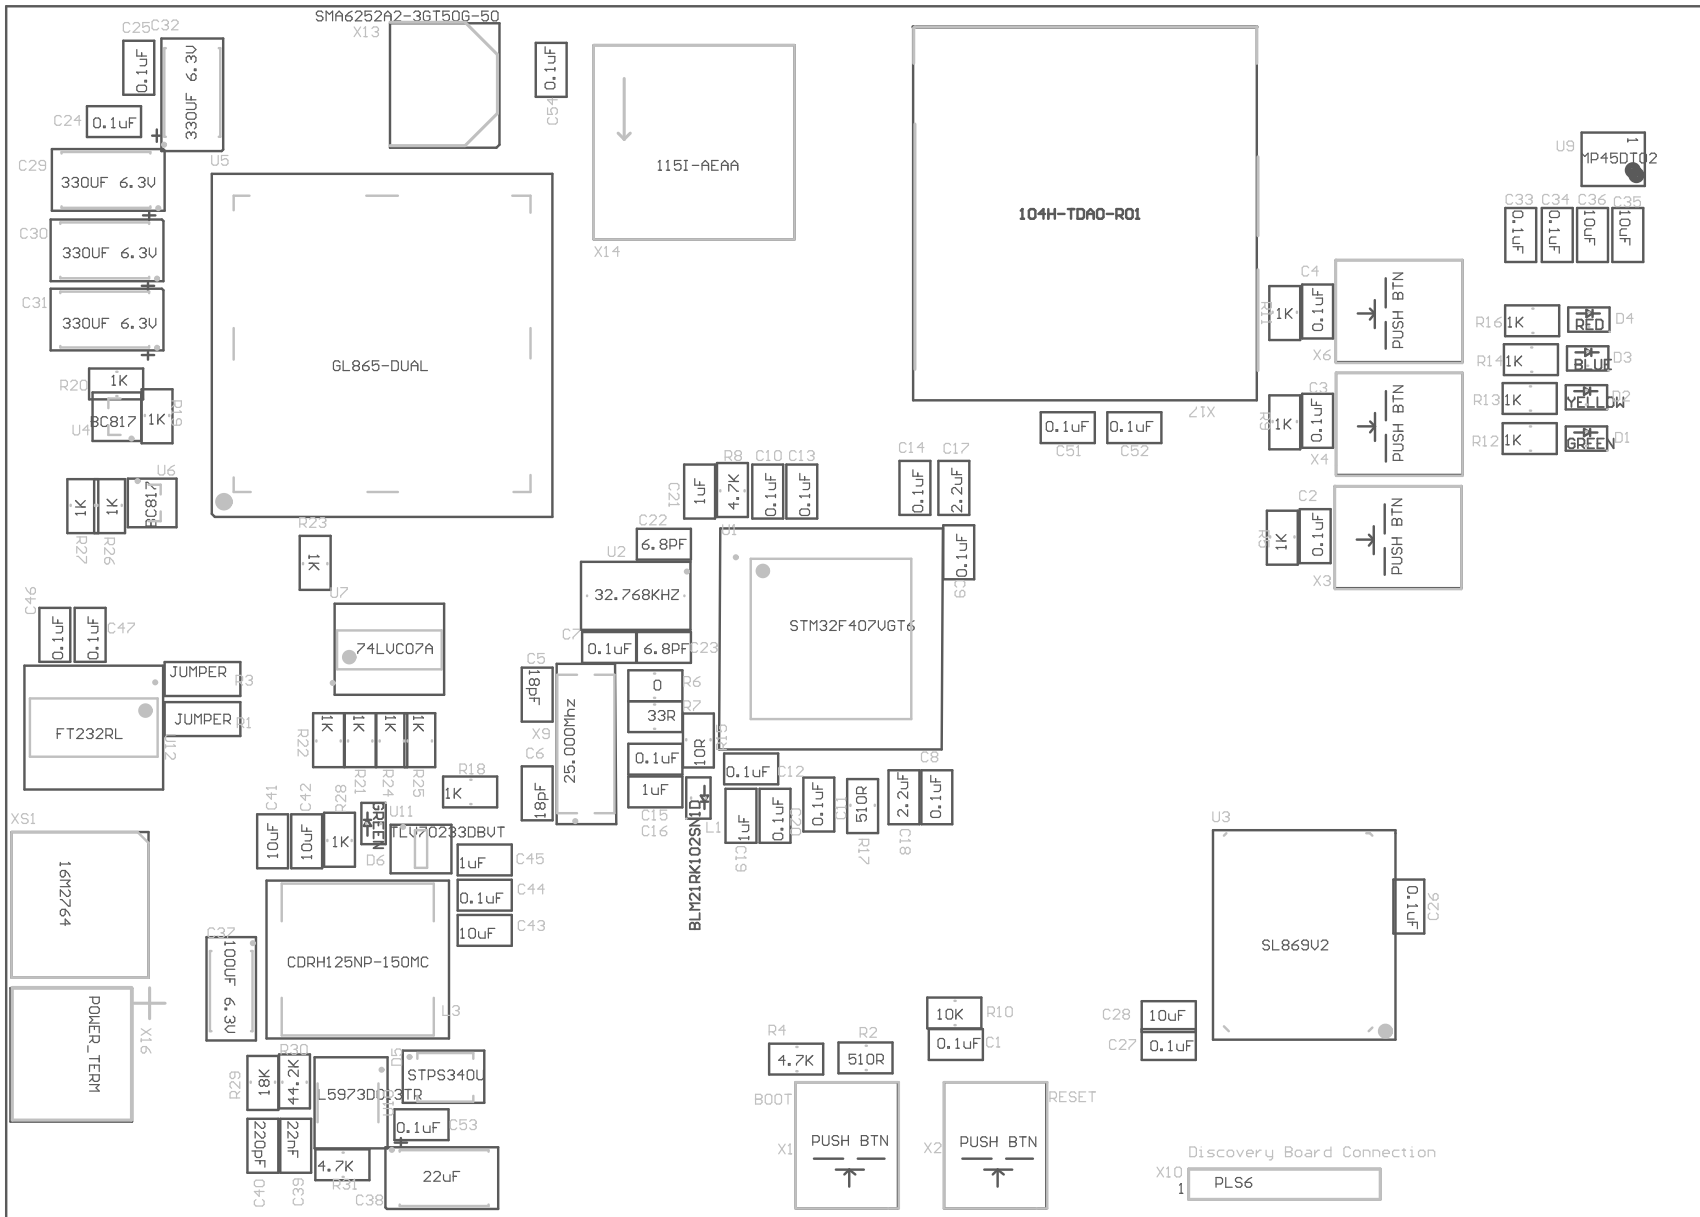 SMA6252A2-3GT50G-50
X13
C25
C32
0.1uF
330UF 6.3V
0.1uF
C54
C24
0.1uF
115I-AEAA
X14
104H-TDA0-R01
X17
U9
1
MP45DT02
C33
C34
C36
C35
0.1uF
0.1uF
10uF
10uF
C29
330UF 6.3V
U5
C30
330UF 6.3V
C31
330UF 6.3V
GL865-DUAL
C4
R11
1K
0.1uF
PUSH BTN
X6
R16
1K
RED
D4
R14
1K
BLUE
D3
R13
1K
YELLOW
D2
R12
1K
GREEN
D1
C3
R9
1K
0.1uF
PUSH BTN
X4
C2
1K
0.1uF
PUSH BTN
X3
R20
1K
R19
1K
U4
BC817
U6
BC817
1K
1K
R27
R26
0.1uF
C51
0.1uF
C52
C14
C17
0.1uF
2.2uF
C21
1uF
R8
4.7K
C10
0.1uF
C13
0.1uF
R23
1K
C22
6.8PF
U1
0.1uF
C9
U2
32.768KHZ
STM32F407VGT6
C7
0.1uF
6.8PF
C23
C46
0.1uF
0.1uF
C47
U7
74LVC07A
JUMPER
R3
JUMPER
R1
FT232RL
U12
C5
18pF
0
R6
33R
R7
X9
25.000Mhz
10R
R15
C6
18pF
0.1uF
1uF
C15
C16
R22
1K
1K
1K
1K
R21
R24
R25
R18
1K
0.1uF
C12
C8
2.2uF
0.1uF
C18
L1
BLM21RK102SN1D
1uF
C19
0.1uF
C20
0.1uF
C11
510R
R17
C41
10uF
C42
10uF
R28
1K
GREEN
D6
U11
TLV70233DBVT
1uF
C45
0.1uF
C44
10uF
C43
XS1
16M2764
U3
SL869V2
0.1uF
C26
C37
100UF 6.3V
CDRH125NP-150MC
L3
POWER_TERM
X16
R10
10K
0.1uF
C1
C28
10uF
C27
0.1uF
R4
4.7K
R2
510R
R29
18K
R30
44.2K
D5
STPS340U
L5973D013TR
0.1uF
C53
220pF
C40
22nF
C39
4.7K
R31
22uF
C38
BOOT
PUSH BTN
X1
RESET
PUSH BTN
X2
Discovery Board Connection
X10
1
PLS6